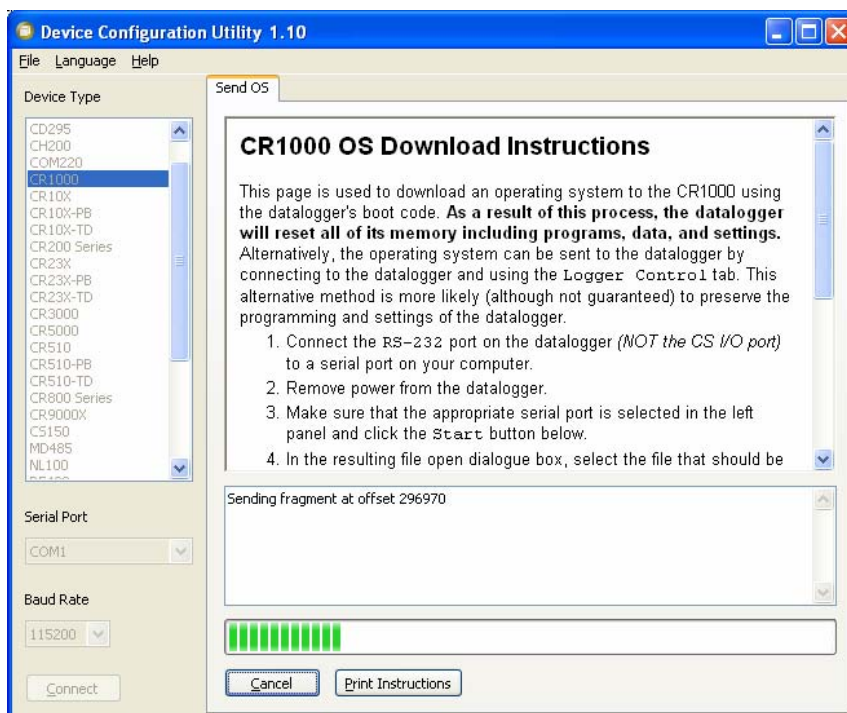 Device Configuration Utility 1.10
File Language Help
Device Type
CD295
CH200
COM220
CR1000
CR10X
CR10X-PB
CR10X-TD
CR200 Series
CR23X
CR23X-PB
CR23X-TD
CR3000
CR5000
CR510
CR510-PB
CR510-TD
CR800 Series
CR9000X
CS150
MD485
NL100
Serial Port
COM1
Baud Rate
115200
Connect
Send OS
CR1000 OS Download Instructions
This page is used to download an operating system to the CR1000 using
the datalogger's boot code. As a result of this process, the datalogger
will reset all of its memory including programs, data, and settings.
Alternatively, the operating system can be sent to the datalogger by
connecting to the datalogger and using the Logger Control tab. This
alternative method is more likely (although not guaranteed) to preserve the
programming and settings of the datalogger.
1. Connect the RS-232 port on the datalogger (NOT the CS I/O port)
to a serial port on your computer.
2. Remove power from the datalogger.
3. Make sure that the appropriate serial port is selected in the left
panel and click the Start button below.
4. In the resulting file open dialogue box, select the file that should be
Sending fragment at offset 296970
Cancel
Print Instructions